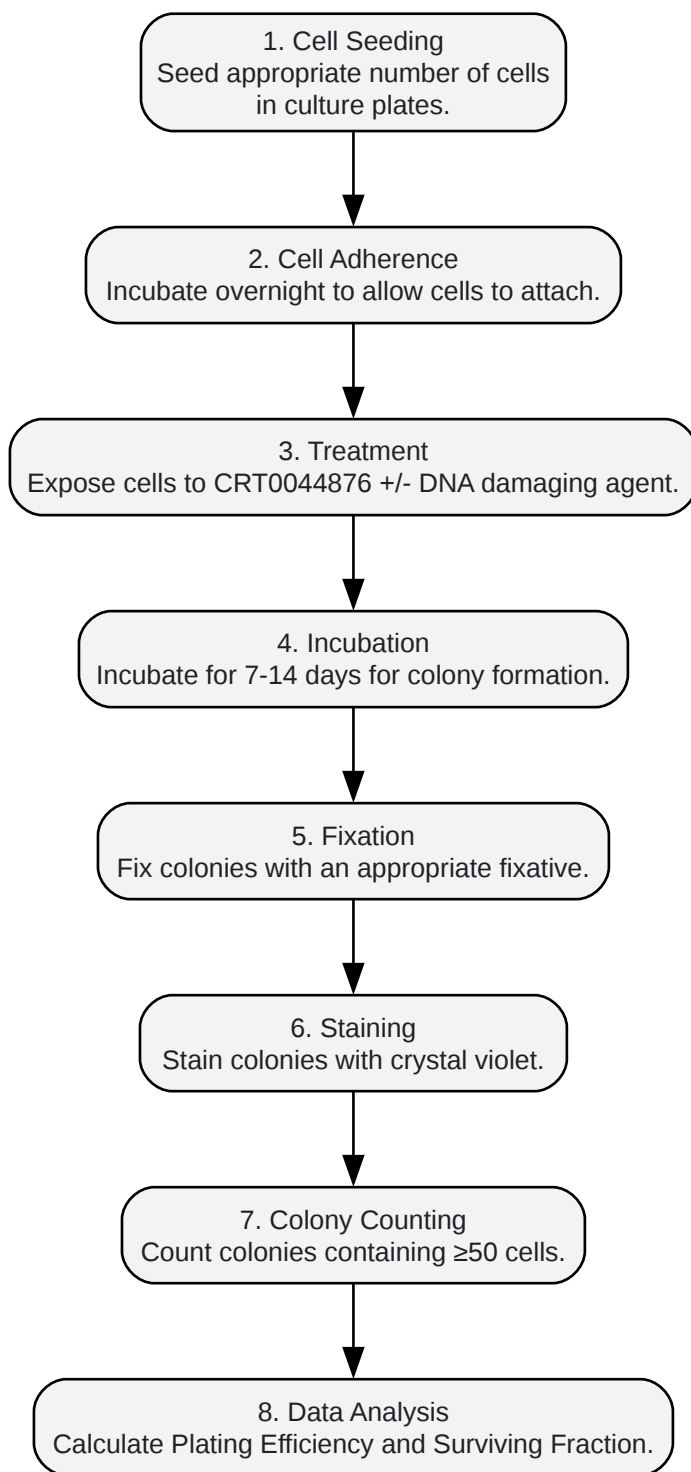 1. Cell Seeding
Seed appropriate number of cells
in culture plates.
2. Cell Adherence
Incubate overnight to allow cells to attach.
3. Treatment
Expose cells to CRT0044876 +/- DNA damaging agent.
4. Incubation
Incubate for 7-14 days for colony formation.
5. Fixation
Fix colonies with an appropriate fixative.
6. Staining
Stain colonies with crystal violet.
7. Colony Counting
Count colonies containing ≥50 cells.
8. Data Analysis
Calculate Plating Efficiency and Surviving Fraction.